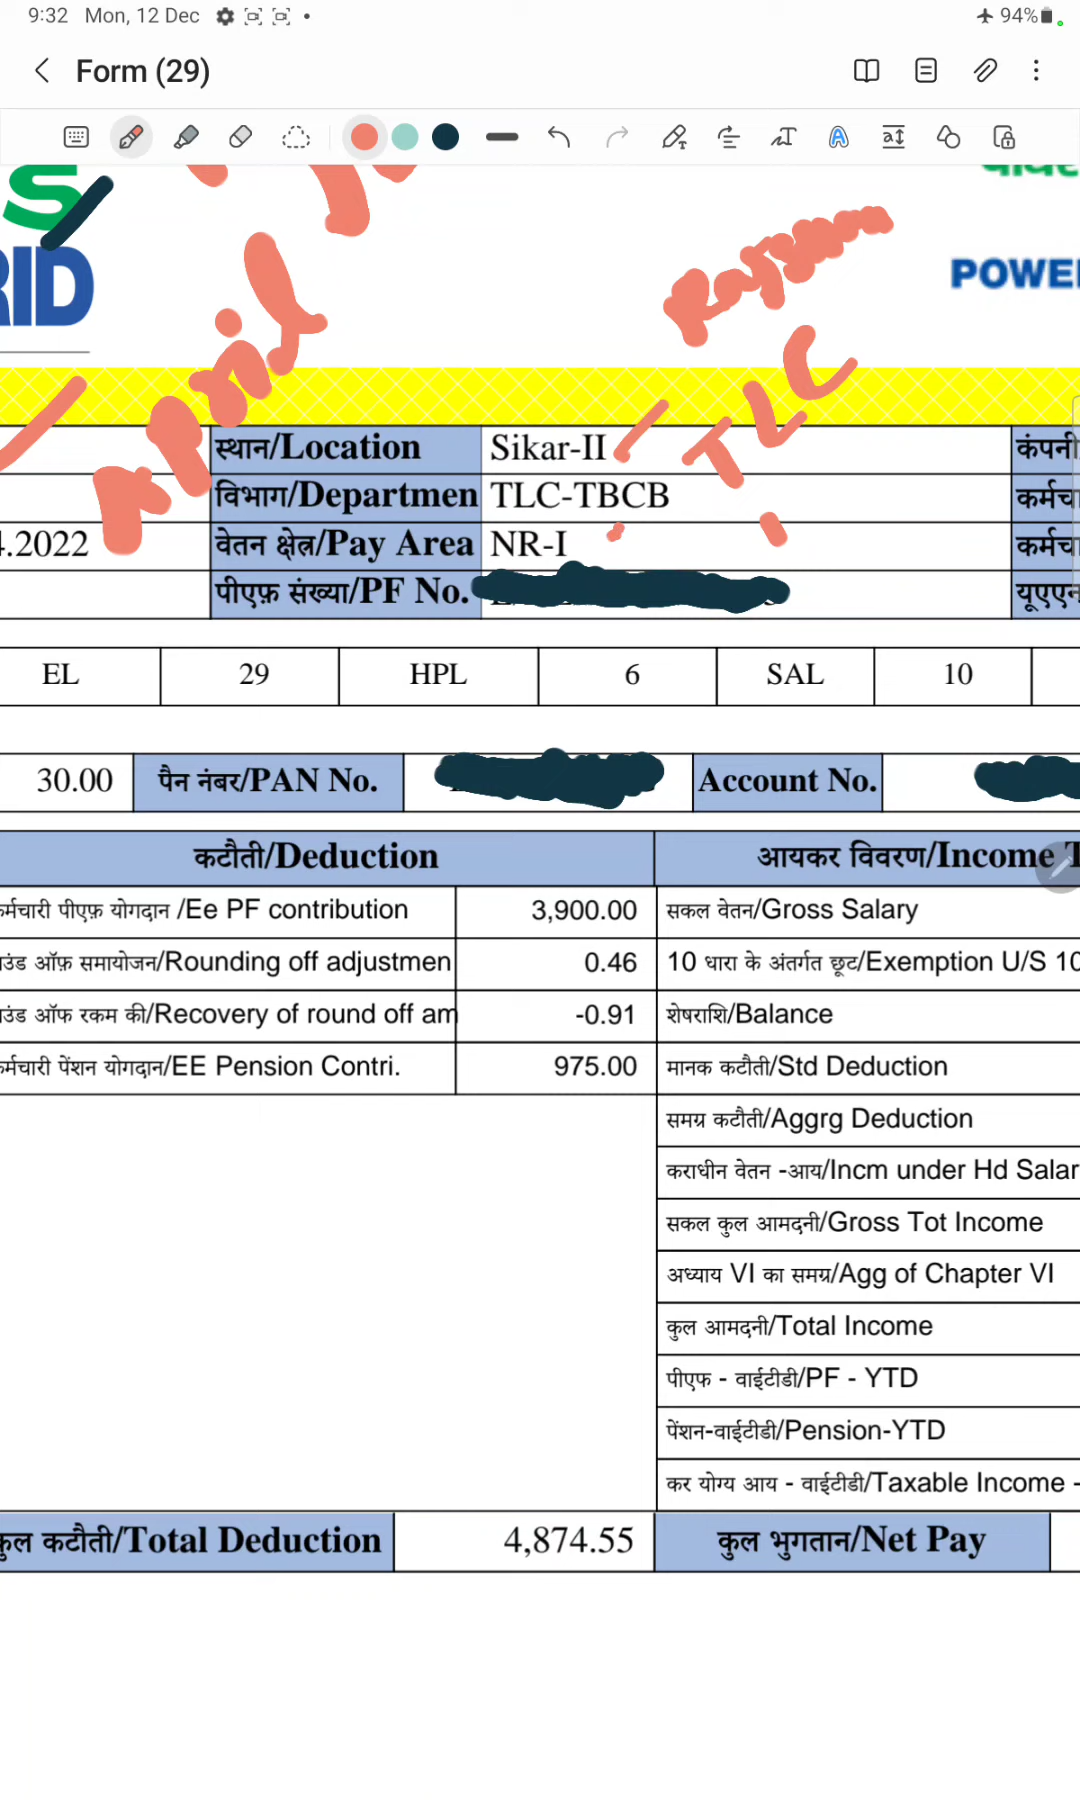 9:32 Mon, 12 Dec 94%
Form (29)
S
RID
POWE
April
TLC
स्थान/Location Sikar-II कंपनी
विभाग/Departmen TLC-TBCB कर्मचा
.2022 वेतन क्षेत्र/Pay Area NR-I कर्मचा
पीएफ़ संख्या/PF No. यूएएन
EL 29 HPL 6 SAL 10
30.00 पैन नंबर/PAN No. Account No.
कटौती/Deduction आयकर विवरण/Income T
र्मचारी पीएफ़ योगदान /Ee PF contribution 3,900.00 सकल वेतन/Gross Salary
उंड ऑफ़ समायोजन/Rounding off adjustmen 0.46 10 धारा के अंतर्गत छूट/Exemption U/S 10
उंड ऑफ रकम की/Recovery of round off am -0.91 शेषराशि/Balance
र्मचारी पेंशन योगदान/EE Pension Contri. 975.00 मानक कटौती/Std Deduction
समग्र कटौती/Aggrg Deduction
कराधीन वेतन -आय/Incm under Hd Salar
सकल कुल आमदनी/Gross Tot Income
अध्याय VI का समग्र/Agg of Chapter VI
कुल आमदनी/Total Income
पीएफ - वाईटीडी/PF - YTD
पेंशन-वाईटीडी/Pension-YTD
कर योग्य आय - वाईटीडी/Taxable Income -
कुल कटौती/Total Deduction 4,874.55 कुल भुगतान/Net Pay